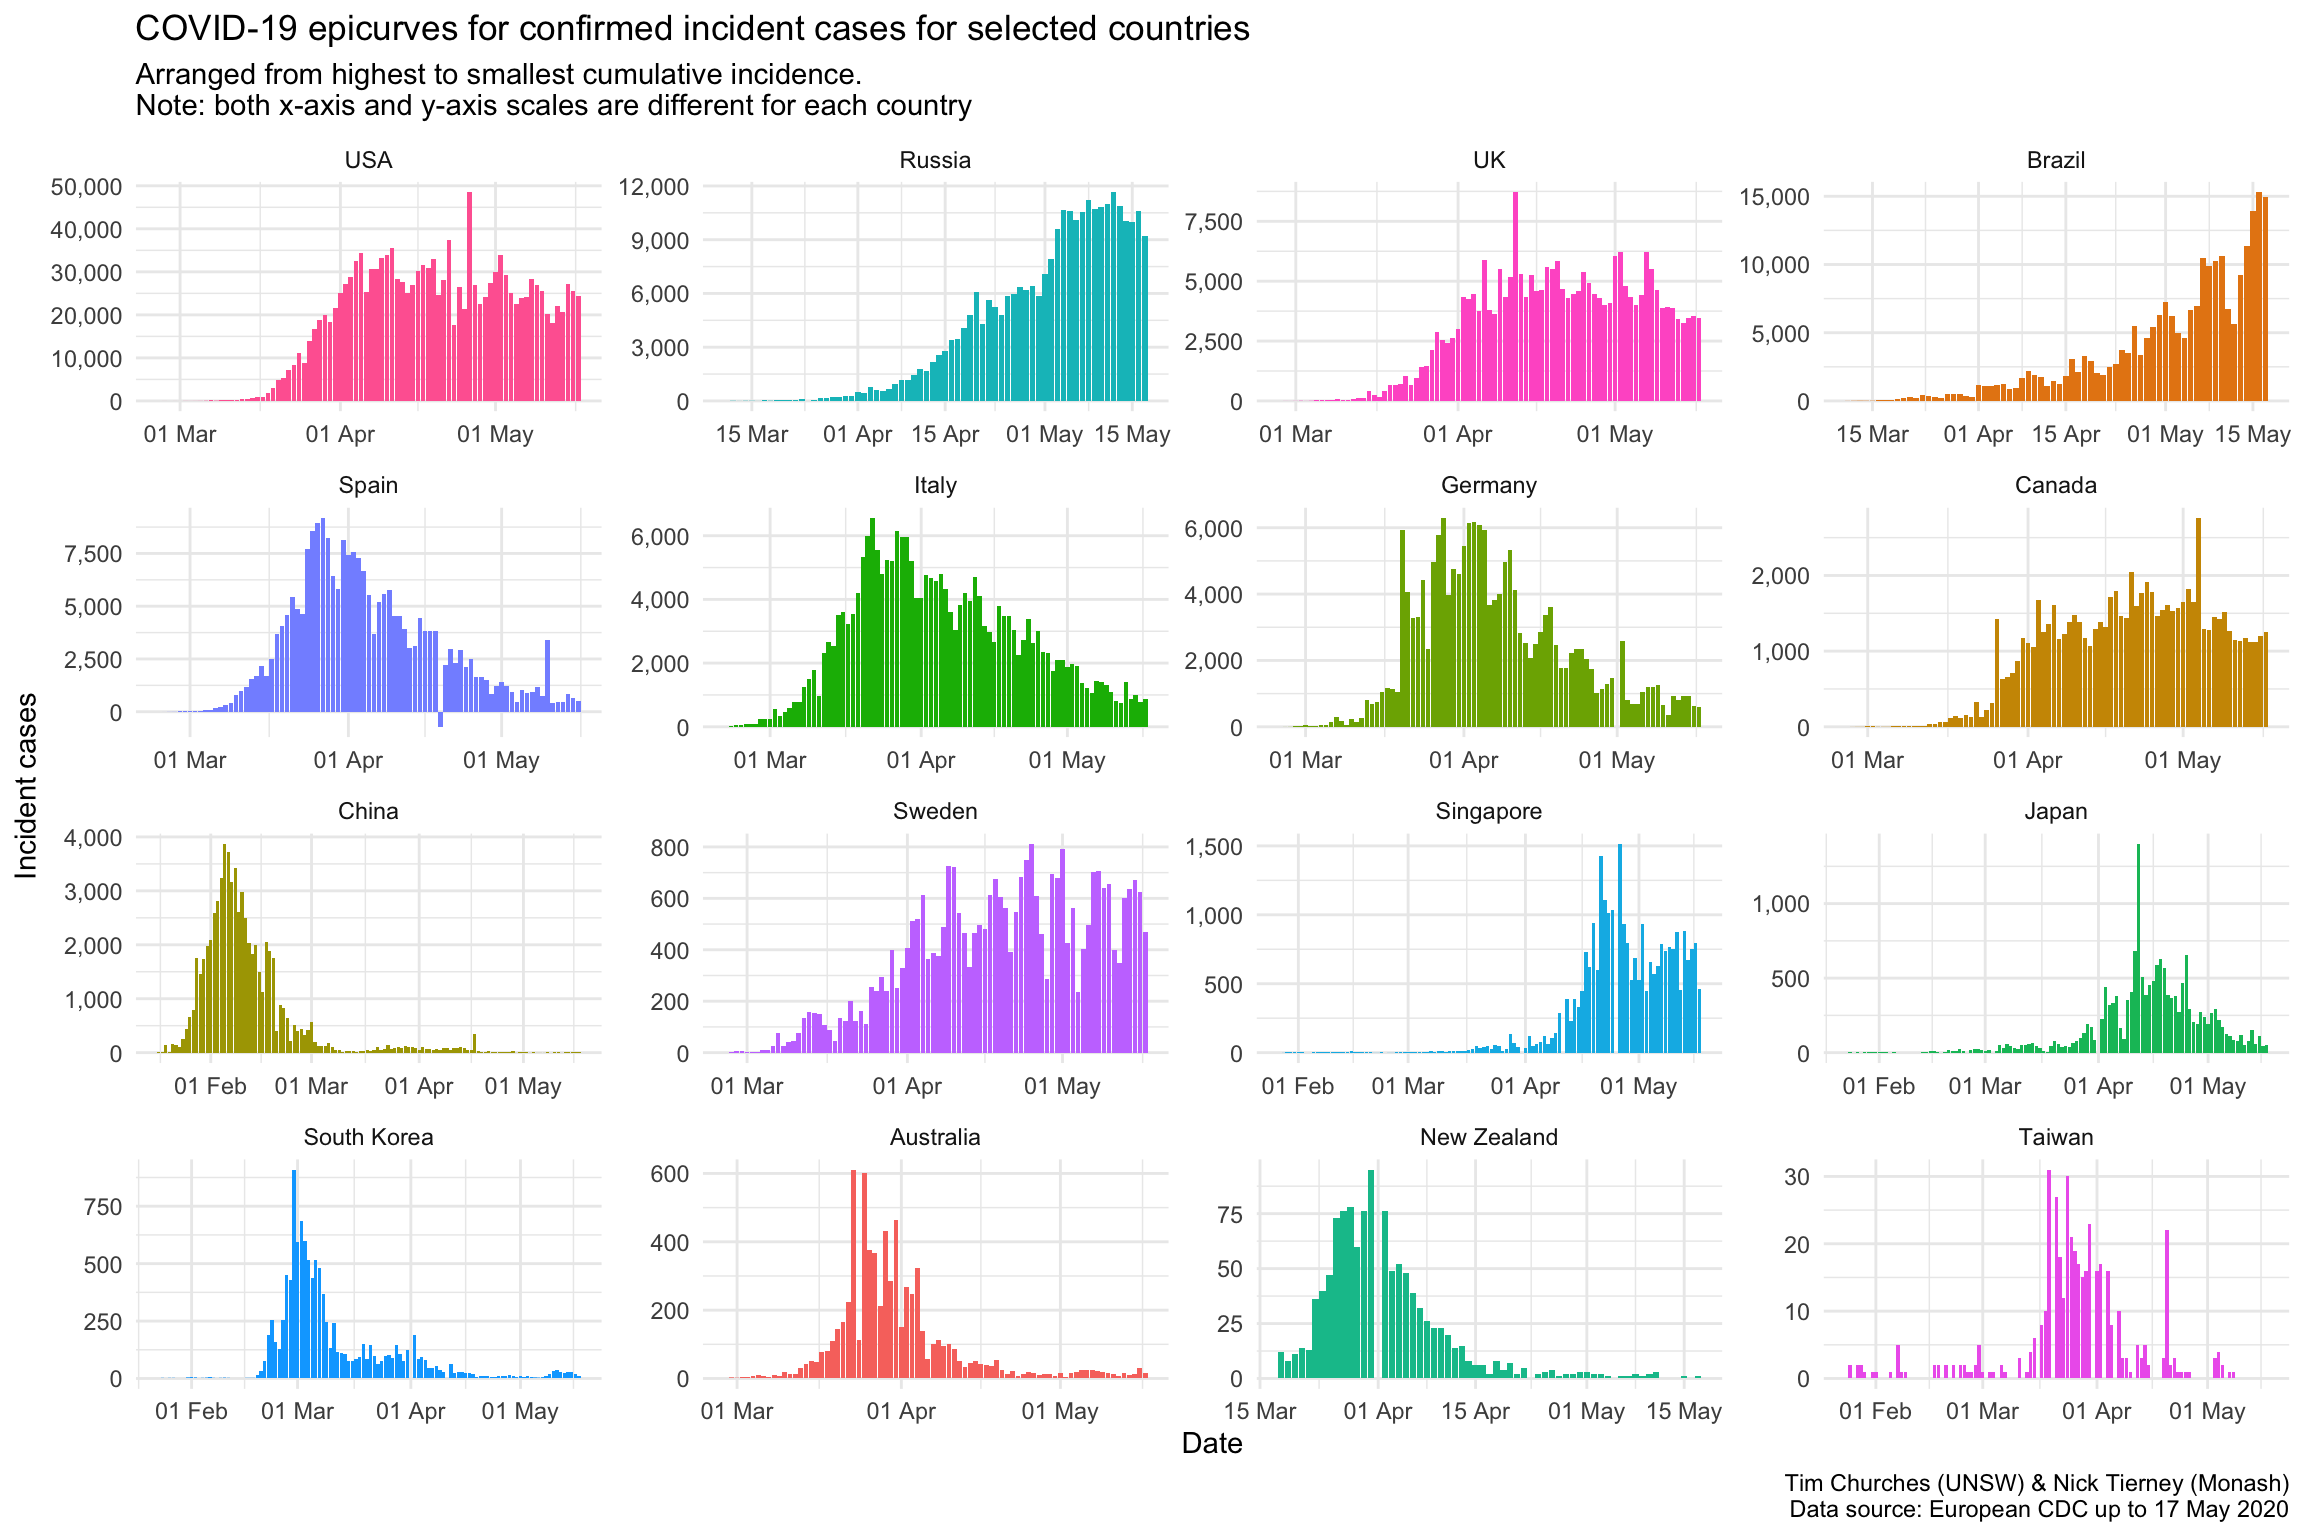 COVID-19 epicurves for confirmed incident cases for selected countries
Arranged from highest to smallest cumulative incidence.
Note: both x-axis and y-axis scales are different for each country
USA
50,000
40,000
30,000
20,000
10,000
0
01 Mar 01 Apr 01 May
Russia
12,000
9,000
6,000
3,000
0
15 Mar 01 Apr 15 Apr 01 May 15 May
UK
7,500
5,000
2,500
0
01 Mar 01 Apr 01 May
Brazil
15,000
10,000
5,000
0
15 Mar 01 Apr 15 Apr 01 May 15 May
Spain
7,500
5,000
2,500
0
01 Mar 01 Apr 01 May
Italy
6,000
4,000
2,000
0
01 Mar 01 Apr 01 May
Germany
6,000
4,000
2,000
0
01 Mar 01 Apr 01 May
Canada
2,000
1,000
0
01 Mar 01 Apr 01 May
Incident cases
China
4,000
3,000
2,000
1,000
0
01 Feb 01 Mar 01 Apr 01 May
Sweden
800
600
400
200
0
01 Mar 01 Apr 01 May
Singapore
1,500
1,000
500
0
01 Feb 01 Mar 01 Apr 01 May
Japan
1,000
500
0
01 Feb 01 Mar 01 Apr 01 May
South Korea
750
500
250
0
01 Feb 01 Mar 01 Apr 01 May
Australia
600
400
200
0
01 Mar 01 Apr 01 May
New Zealand
75
50
25
0
15 Mar 01 Apr 15 Apr 01 May 15 May
Taiwan
30
20
10
0
01 Feb 01 Mar 01 Apr 01 May
Date
Tim Churches (UNSW) & Nick Tierney (Monash)
Data source: European CDC up to 17 May 2020